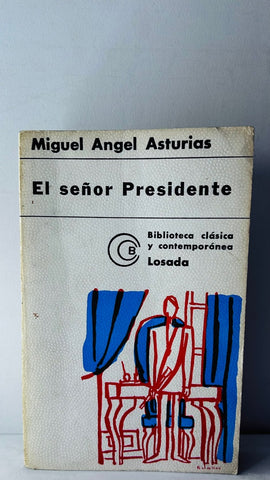 Miguel Angel Asturias
El señor Presidente
Biblioteca clásica
y contemporánea
Losada